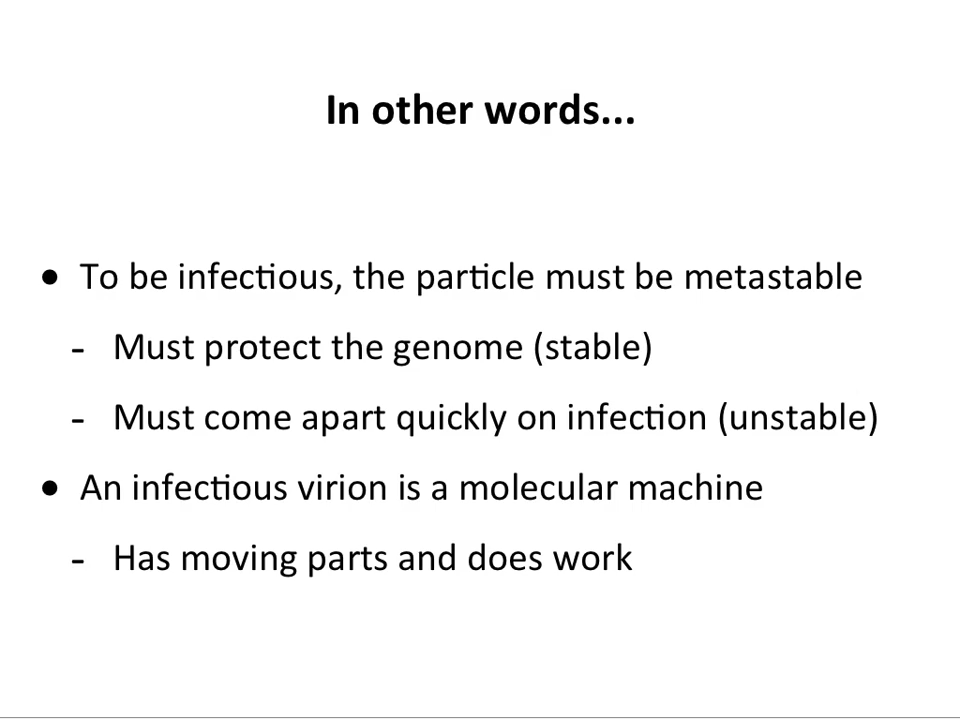 In other words...
• To be infectious, the particle must be metastable
- Must protect the genome (stable)
- Must come apart quickly on infection (unstable)
• An infectious virion is a molecular machine
- Has moving parts and does work